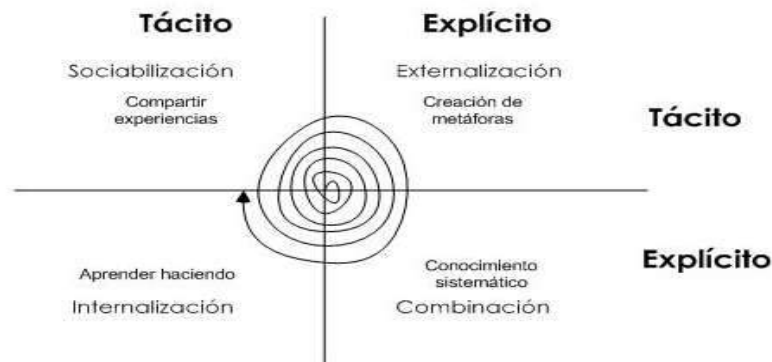 Tácito
Explícito
Sociabilización
Externalización
Compartir
experiencias
Creación de
metáforas
Tácito
Aprender haciendo
Conocimiento
sistemático
Explícito
Internalización
Combinación